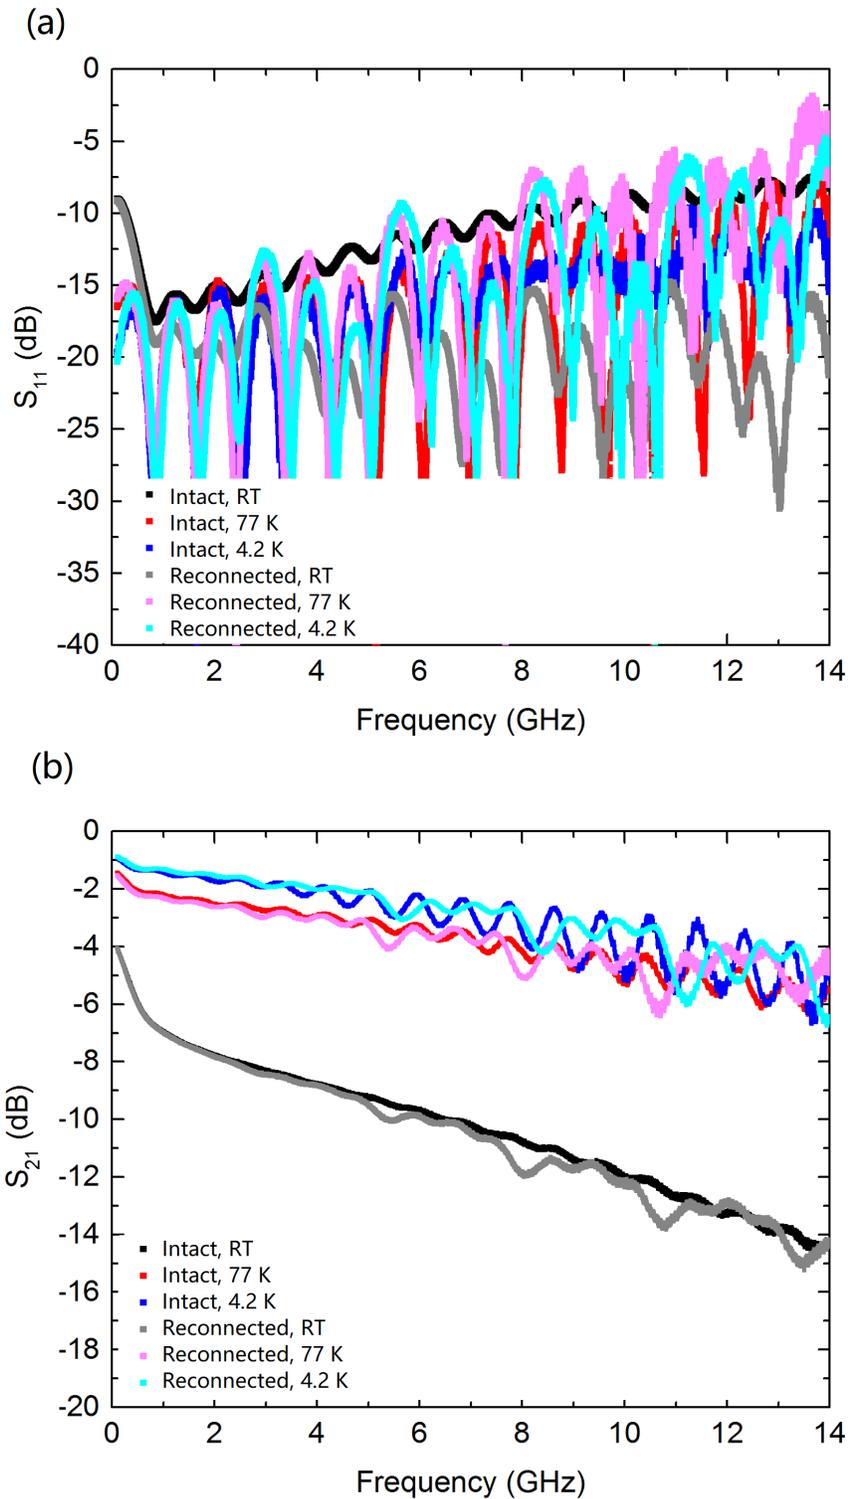 (a)
0
-5
-10
-15
-20
-25
-30
-35
-40
S11 (dB)
Intact, RT
Intact, 77 K
Intact, 4.2 K
Reconnected, RT
Reconnected, 77 K
Reconnected, 4.2 K
0 2 4 6 8 10 12 14
Frequency (GHz)
(b)
0
-2
-4
-6
-8
-10
-12
-14
-16
-18
-20
S21 (dB)
Intact, RT
Intact, 77 K
Intact, 4.2 K
Reconnected, RT
Reconnected, 77 K
Reconnected, 4.2 K
0 2 4 6 8 10 12 14
Frequency (GHz)